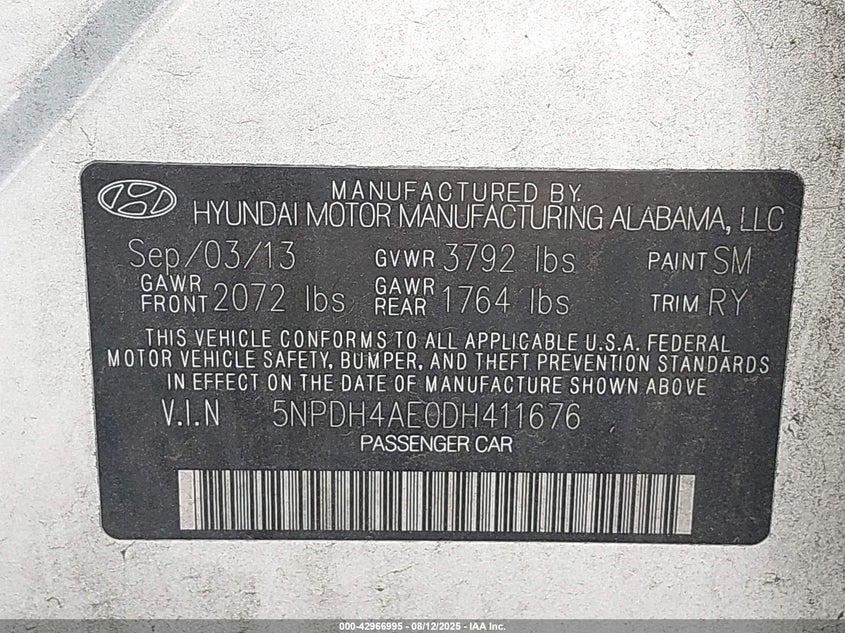 MANUFACTURED BY
HYUNDAI MOTOR MANUFACTURING ALABAMA, LLC
Sep/03/13 GVWR 3792 lbs PAINT SM
GAWR FRONT 2072 lbs GAWR REAR 1764 lbs TRIM RY
THIS VEHICLE CONFORMS TO ALL APPLICABLE U.S.A. FEDERAL
MOTOR VEHICLE SAFETY, BUMPER, AND THEFT PREVENTION STANDARDS
IN EFFECT ON THE DATE OF MANUFACTURE SHOWN ABOVE
V.I.N 5NPDH4AE0DH411676
PASSENGER CAR
000-42966995 - 08/12/2025 - IAA Inc.